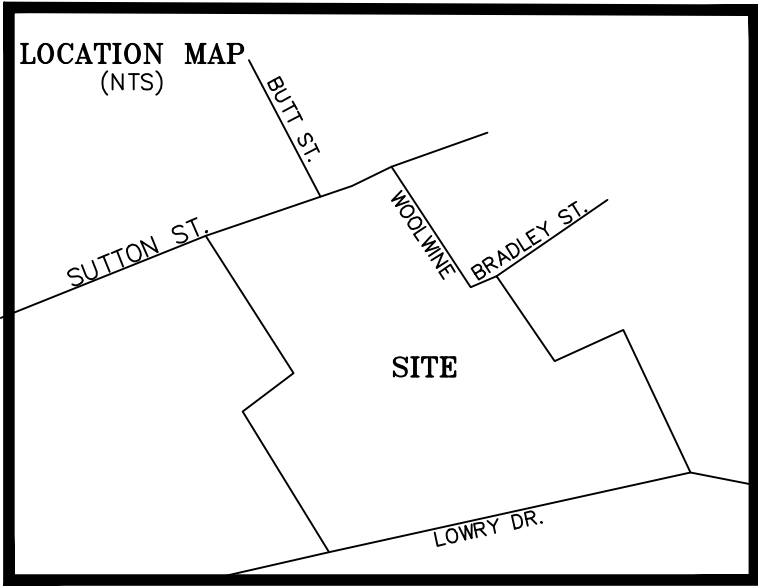 LOCATION MAP
(NTS)
BUTT ST.
SUTTON ST.
WOOLWINE
BRADLEY ST.
SITE
LOWRY DR.